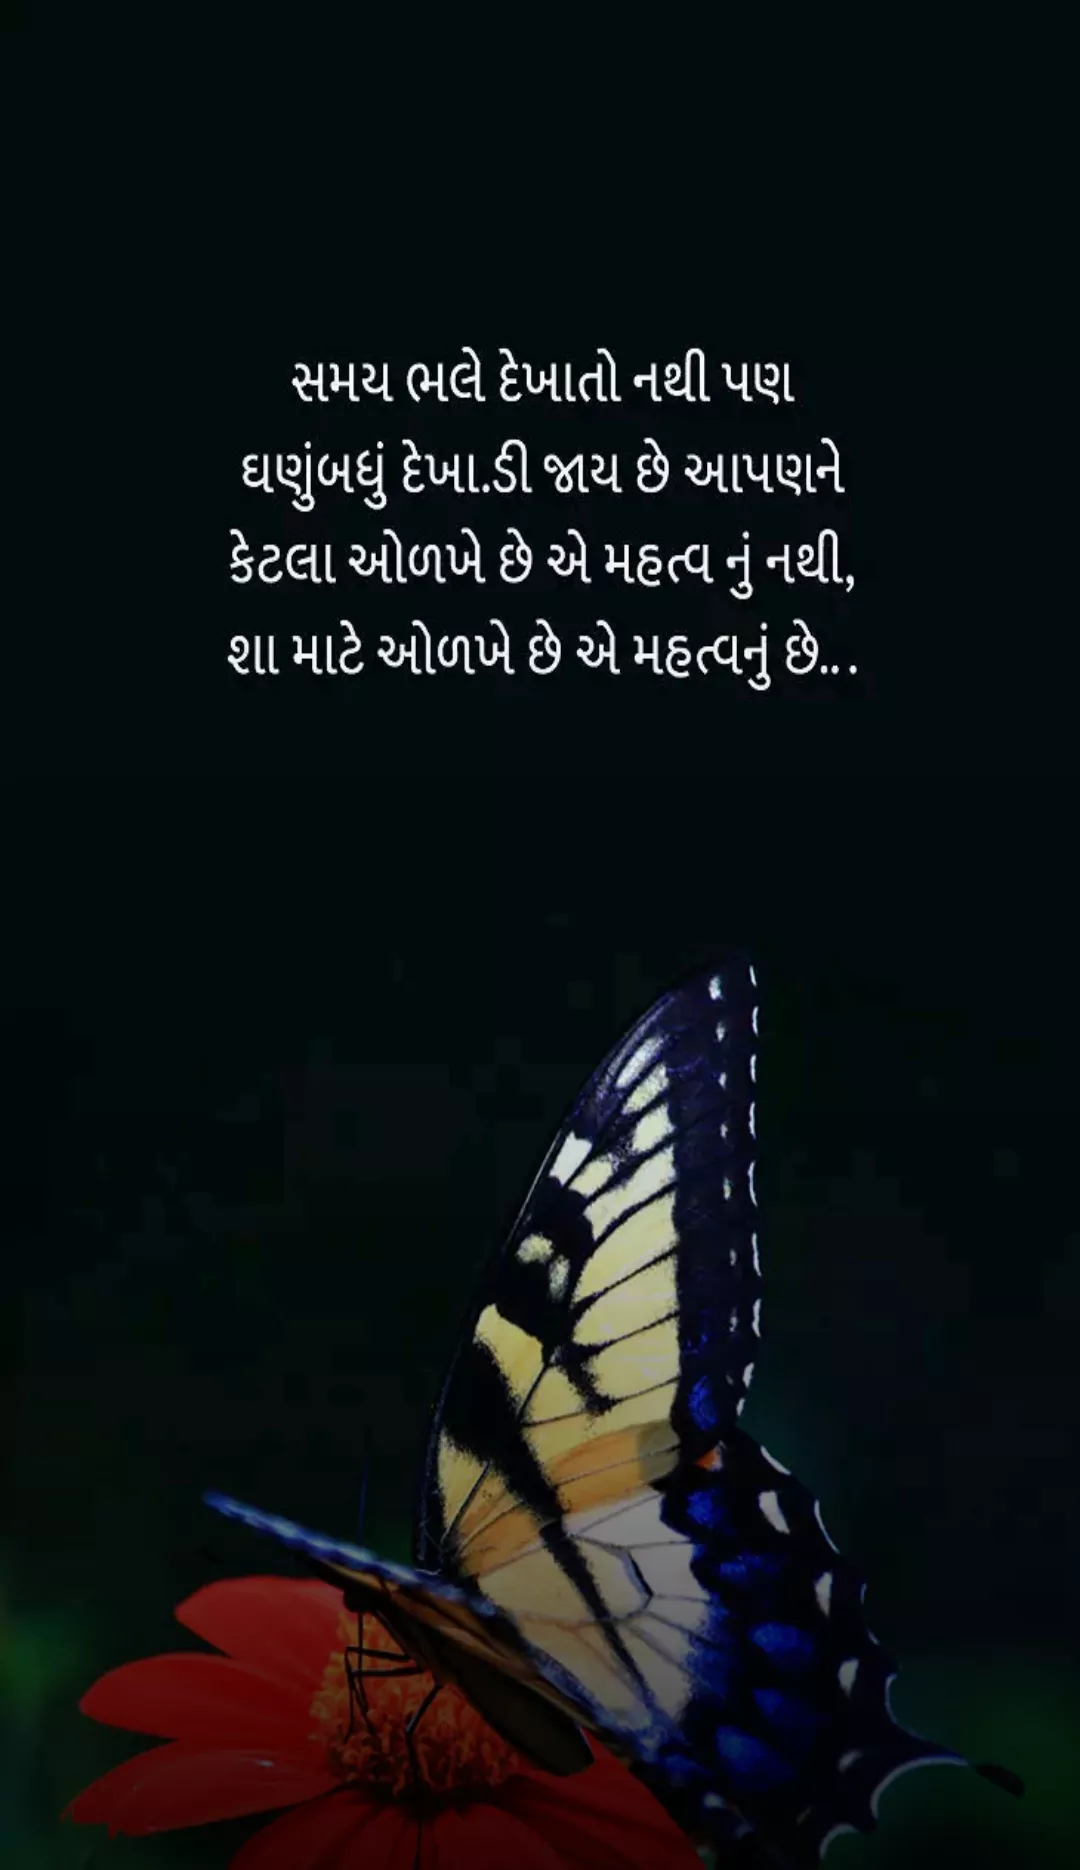 સમય ભલે દેખાતો નથી પણ
ઘણુંબધું દેખા.ડી જાય છે આપણને
કેટલા ઓળખે છે એ મહત્વ નું નથી,
શા માટે ઓળખે છે એ મહત્વનું છે...